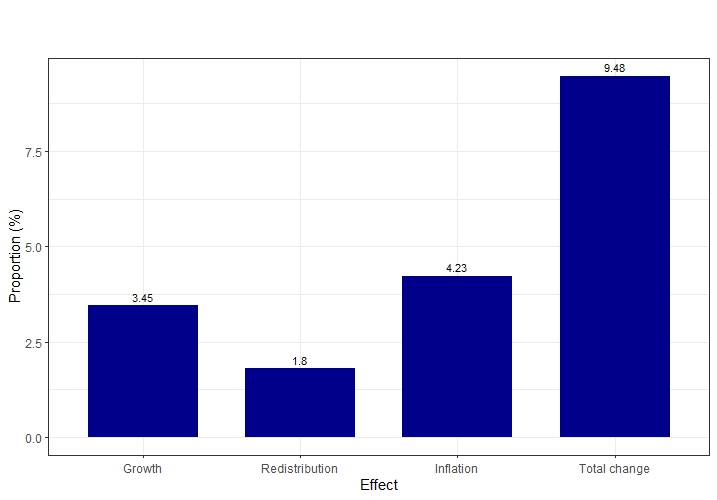 9.48
7.5
Proportion (%)
5.0
4.23
3.45
2.5
1.8
0.0
Growth
Redistribution
Inflation
Total change
Effect